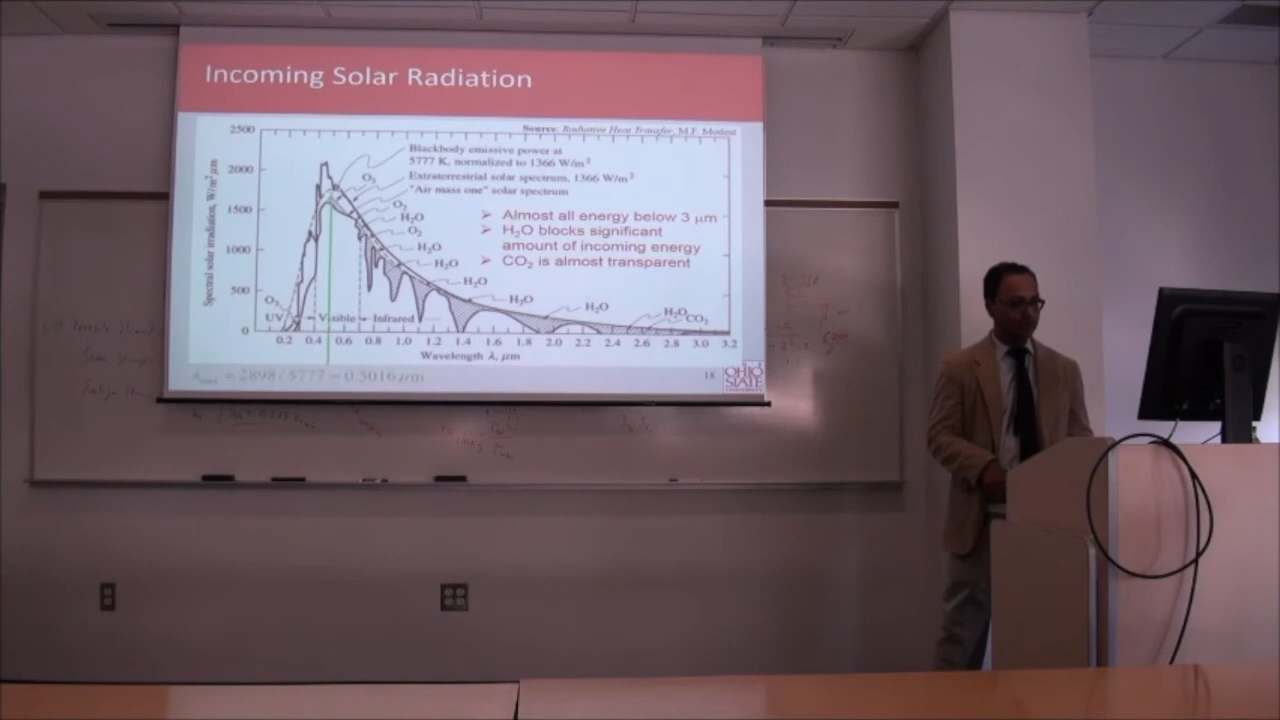 Incoming Solar Radiation
Source: Radiative Heat Transfer, M.F. Modest
2500
2000
1500
1000
500
0
Spectral solar irradiation, W/m² μm
Blackbody emissive power at
5777 K, normalized to 1366 W/m²
Extraterrestrial solar spectrum, 1366 W/m²
"Air mass one" solar spectrum
O₃
O₂
H₂O
O₂
H₂O
H₂O
H₂O
H₂O
H₂O
H₂O
CO₂
➢ Almost all energy below 3 μm
➢ H₂O blocks significant
amount of incoming energy
➢ CO₂ is almost transparent
O₃
UV
Visible
Infrared
0.2 0.4 0.6 0.8 1.0 1.2 1.4 1.6 1.8 2.0 2.2 2.4 2.6 2.8 3.0 3.2
Wavelength λ, μm
= 2898/5777 = 0.5016
18
THE
OHIO
STATE
UNIVERSITY